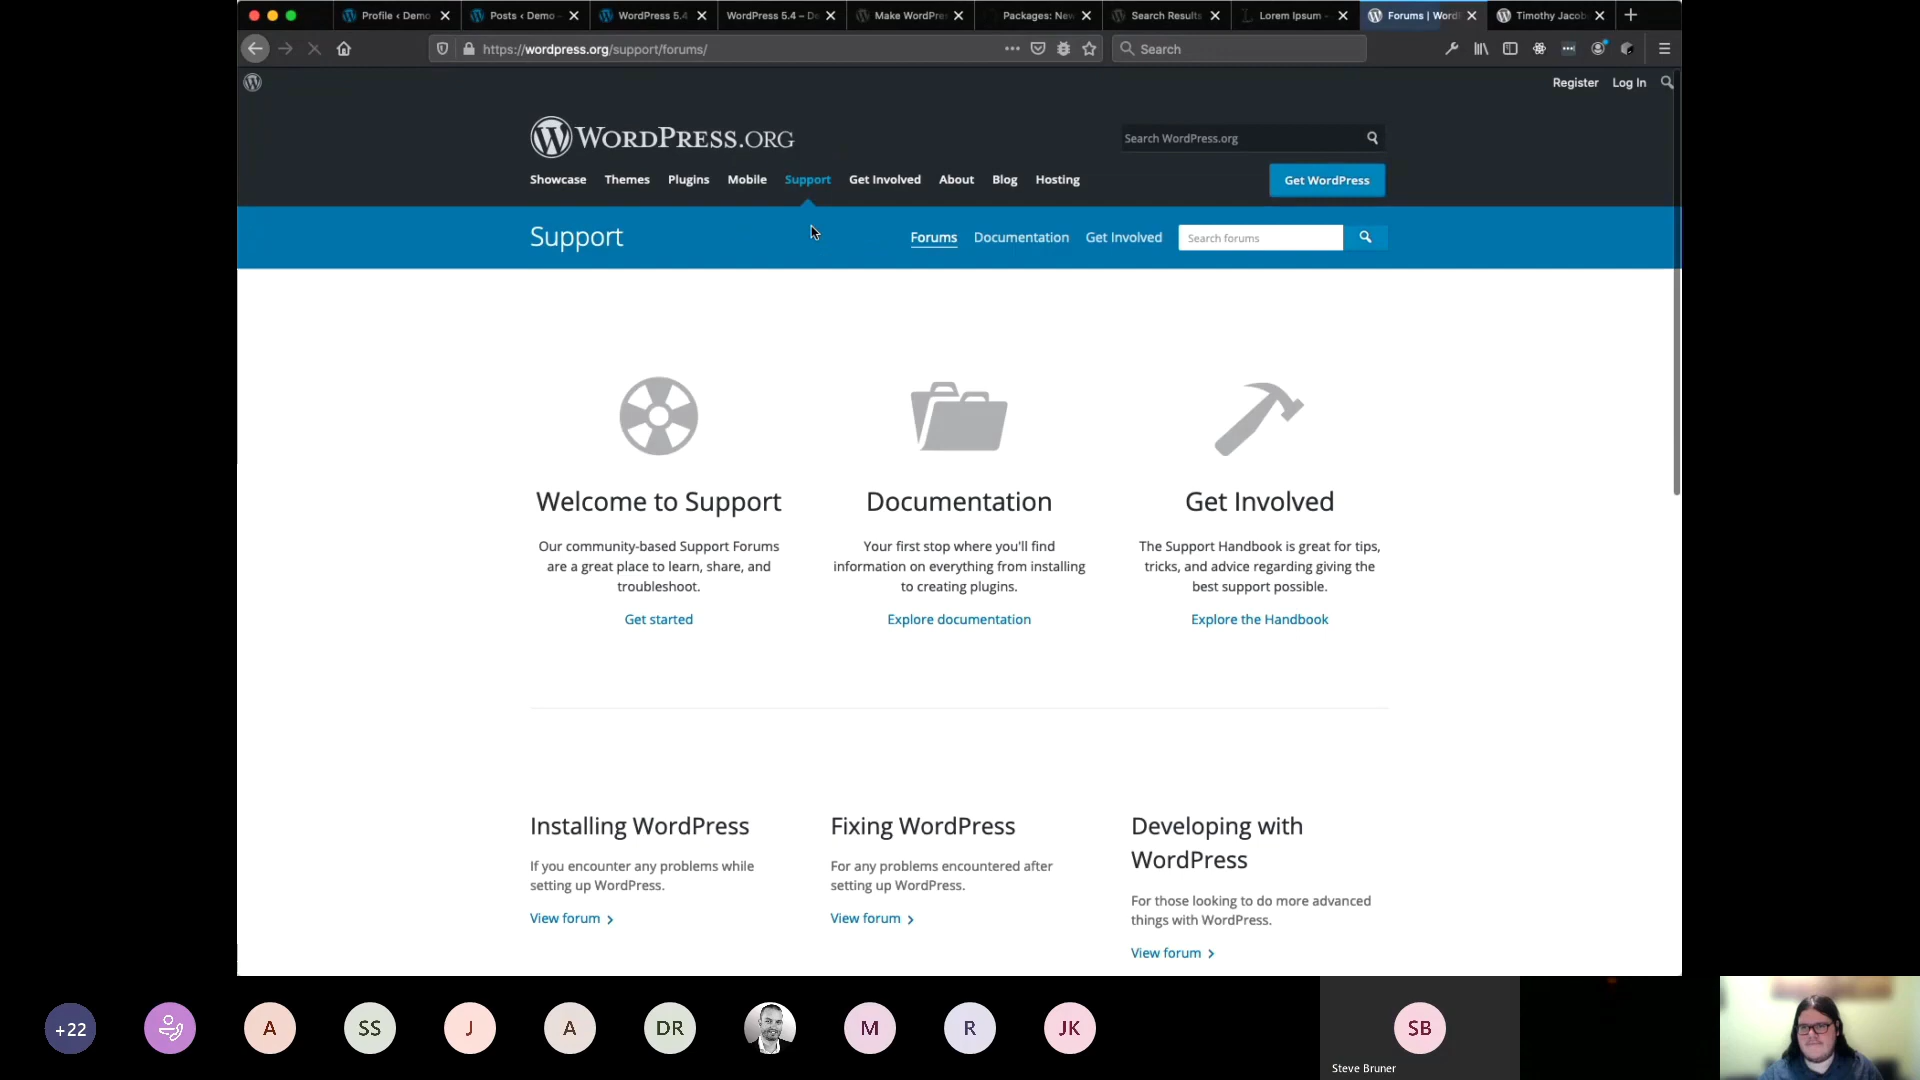 Profile ‹ Demo
Posts ‹ Demo –
WordPress 5.4
WordPress 5.4 – De
Make WordPres
Packages: New
Search Results
Lorem Ipsum –
Forums | Word
Timothy Jacob
https://wordpress.org/support/forums/
Search
Register
Log In
WORDPRESS.ORG
Search WordPress.org
Showcase
Themes
Plugins
Mobile
Support
Get Involved
About
Blog
Hosting
Get WordPress
Support
Forums
Documentation
Get Involved
Search forums
Welcome to Support
Our community-based Support Forums
are a great place to learn, share, and
troubleshoot.
Get started
Documentation
Your first stop where you'll find
information on everything from installing
to creating plugins.
Explore documentation
Get Involved
The Support Handbook is great for tips,
tricks, and advice regarding giving the
best support possible.
Explore the Handbook
Installing WordPress
If you encounter any problems while
setting up WordPress.
View forum
Fixing WordPress
For any problems encountered after
setting up WordPress.
View forum
Developing with
WordPress
For those looking to do more advanced
things with WordPress.
View forum
+22
A
SS
J
A
DR
M
R
JK
SB
Steve Bruner